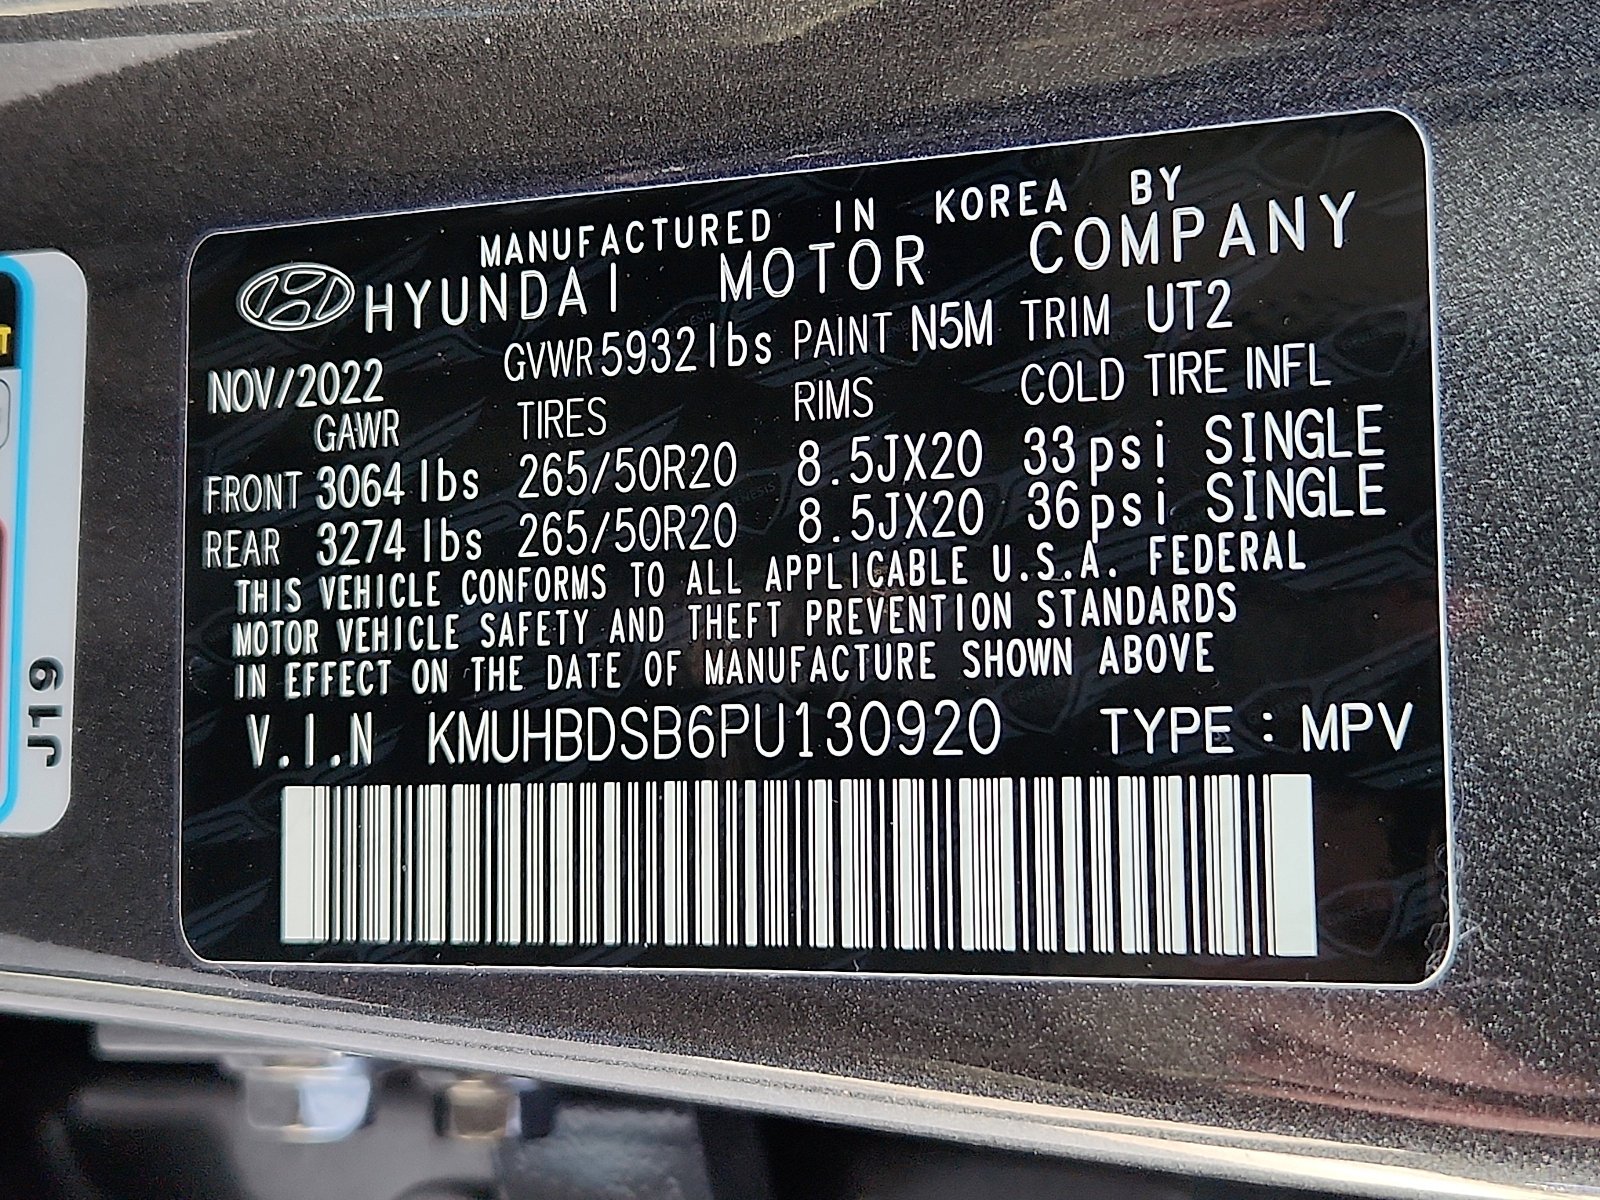 MANUFACTURED IN KOREA BY
HYUNDAI MOTOR COMPANY
NOV/2022 GVWR 5932 lbs PAINT N5M TRIM UT2
GAWR TIRES RIMS COLD TIRE INFL
FRONT 3064 lbs 265/50R20 8.5JX20 33psi SINGLE
REAR 3274 lbs 265/50R20 8.5JX20 36psi SINGLE
THIS VEHICLE CONFORMS TO ALL APPLICABLE U.S.A. FEDERAL
MOTOR VEHICLE SAFETY AND THEFT PREVENTION STANDARDS
IN EFFECT ON THE DATE OF MANUFACTURE SHOWN ABOVE
V.I.N KMUHBDSB6PU130920 TYPE : MPV
J19